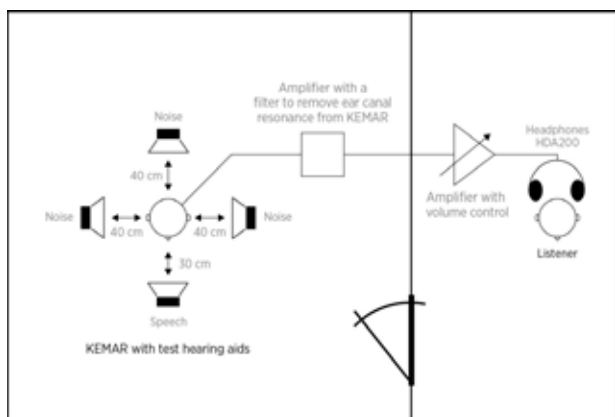 Amplifier with a
filter to remove ear canal
resonance from KEMAR
Noise
40 cm
Noise
40 cm
40 cm
Noise
30 cm
Speech
KEMAR with test hearing aids
Headphones
HDA200
Amplifier with
volume control
Listener